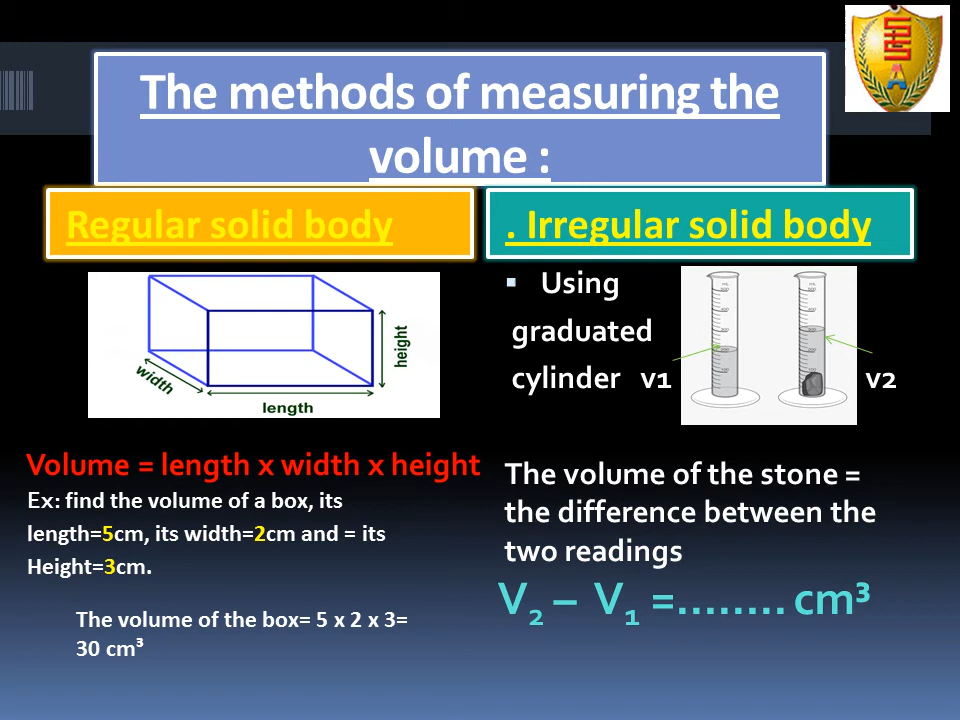 The methods of measuring the
volume :
Regular solid body
. Irregular solid body
height
width
length
Volume = length x width x height
Ex: find the volume of a box, its
length=5cm, its width=2cm and = its
Height=3cm.
The volume of the box= 5 x 2 x 3=
30 cm³
▪ Using
graduated
cylinder v1
v2
The volume of the stone =
the difference between the
two readings
V₂ – V₁ =........ cm³